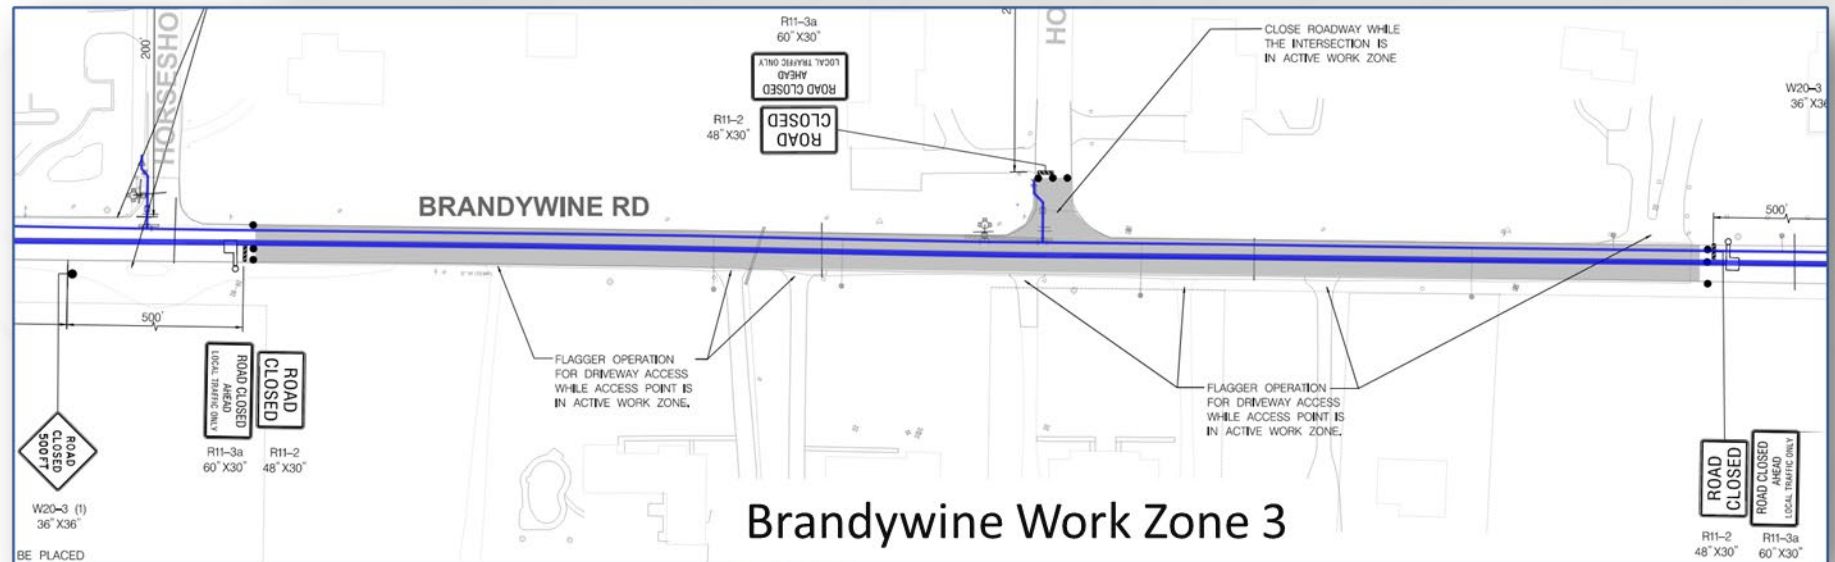 R11-3a
60"X30"
ROAD CLOSED
AHEAD
LOCAL TRAFFIC ONLY
R11-2
48"X30"
ROAD
CLOSED
HO
CLOSE ROADWAY WHILE
THE INTERSECTION IS
IN ACTIVE WORK ZONE
W20-3
36"X36
200'
HORSESHO
BRANDYWINE RD
500'
500'
FLAGGER OPERATION
FOR DRIVEWAY ACCESS
WHILE ACCESS POINT IS
IN ACTIVE WORK ZONE.
FLAGGER OPERATION
FOR DRIVEWAY ACCESS
WHILE ACCESS POINT IS
IN ACTIVE WORK ZONE.
ROAD
CLOSED
500FT
W20-3 (1)
36"X36"
ROAD CLOSED
AHEAD
LOCAL TRAFFIC ONLY
R11-3a
60"X30"
ROAD
CLOSED
R11-2
48"X30"
BE PLACED
Brandywine Work Zone 3
ROAD
CLOSED
R11-2
48"X30"
ROAD CLOSED
AHEAD
LOCAL TRAFFIC ONLY
R11-3a
60"X30"